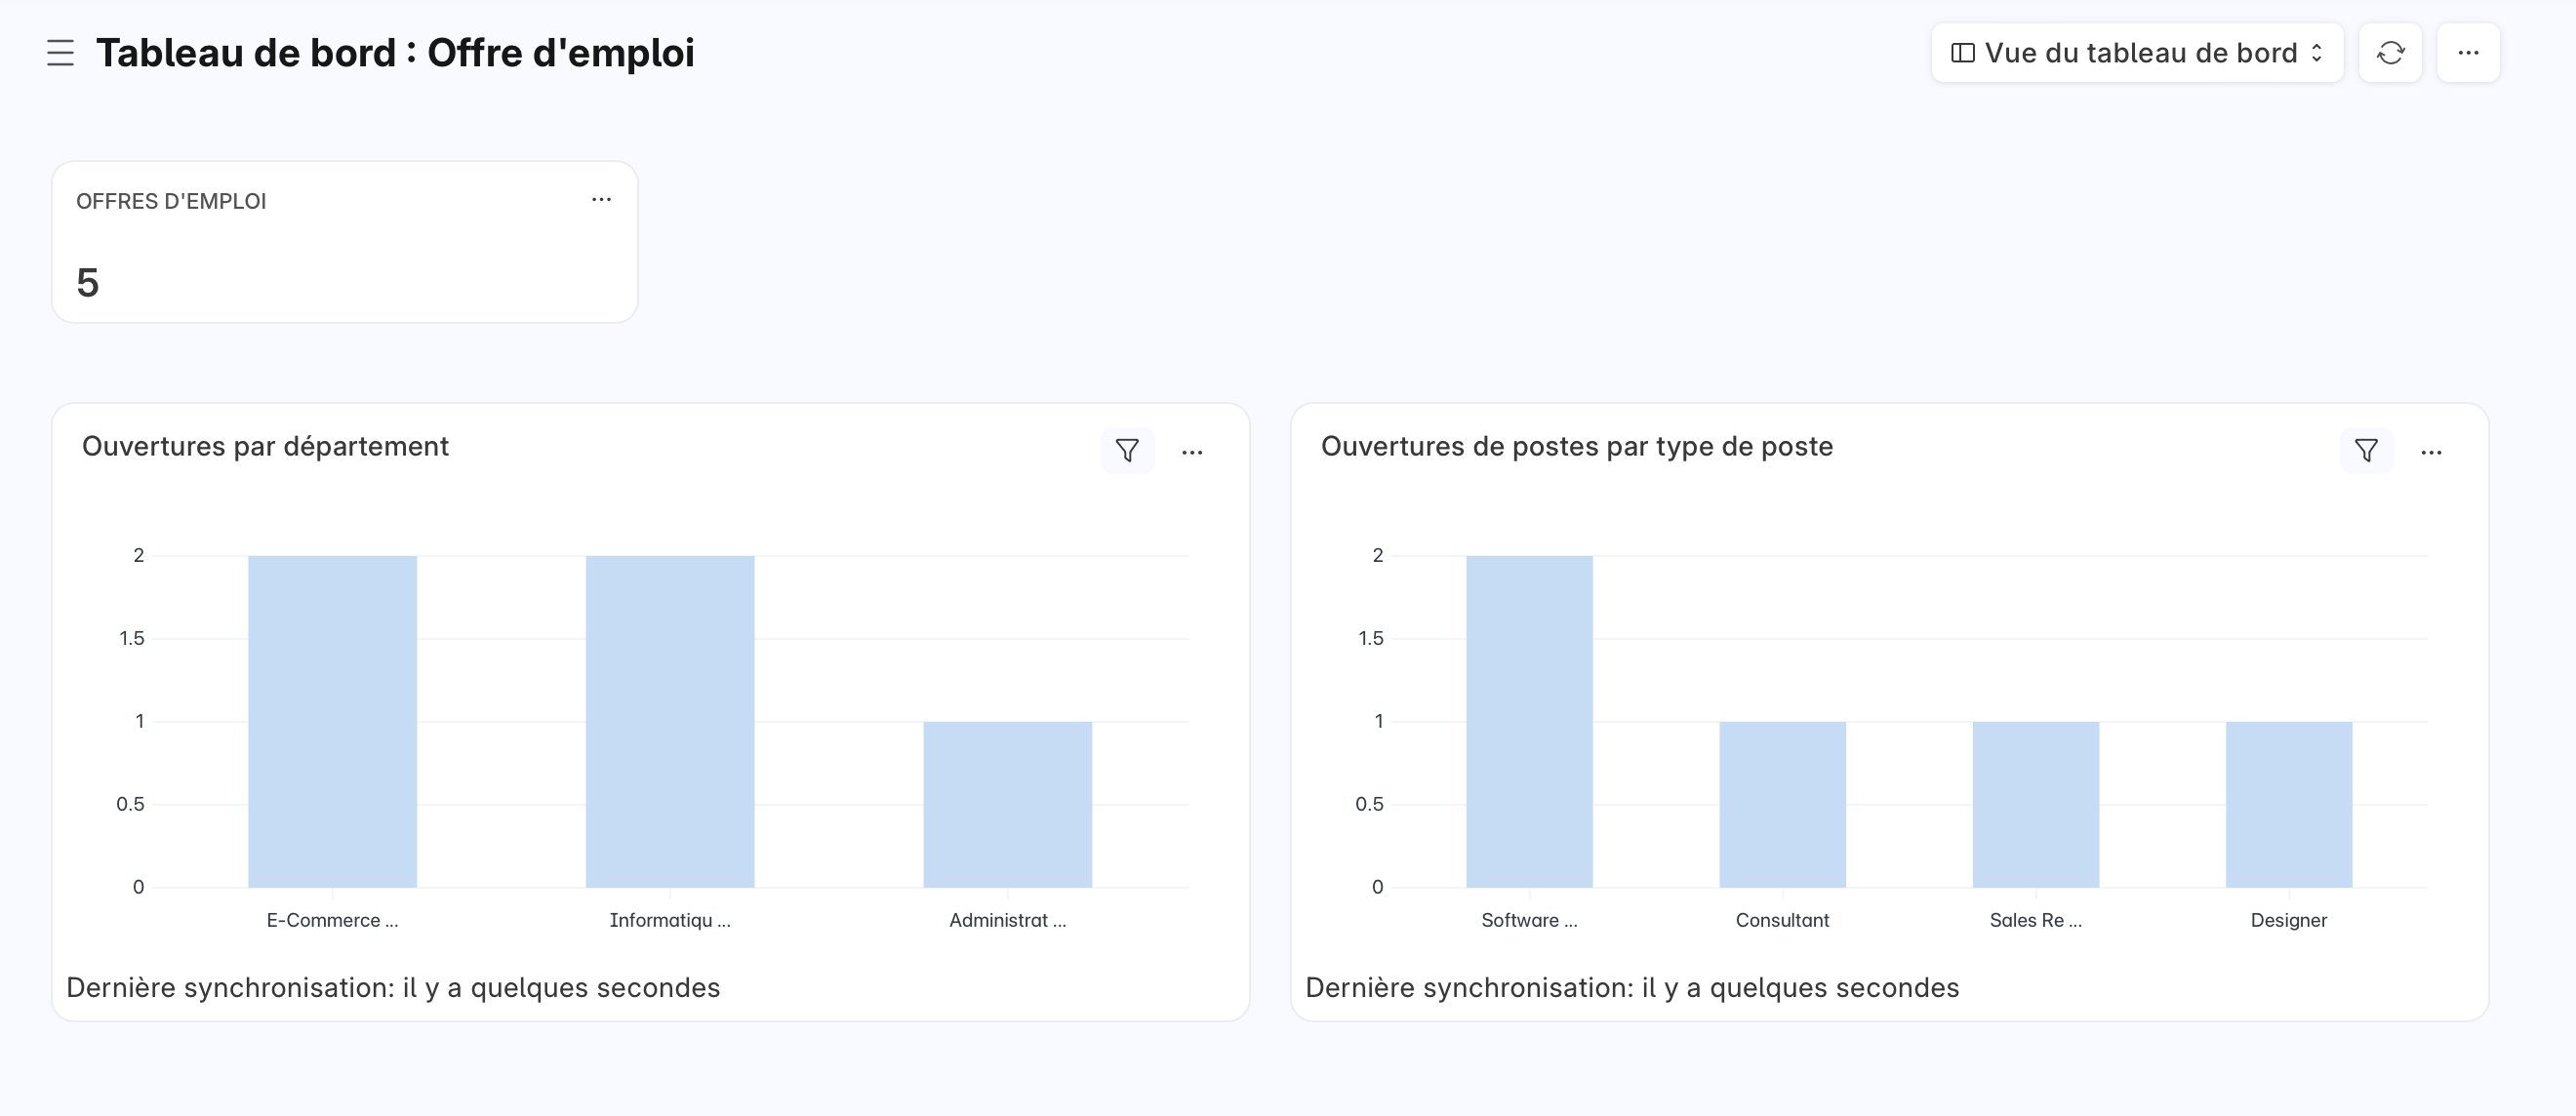 Tableau de bord : Offre d'emploi
Vue du tableau de bord
OFFRES D'EMPLOI
5
Ouvertures par département
2
1.5
1
0.5
0
E-Commerce ...
Informatiqu ...
Administrat ...
Dernière synchronisation: il y a quelques secondes
Ouvertures de postes par type de poste
2
1.5
1
0.5
0
Software ...
Consultant
Sales Re ...
Designer
Dernière synchronisation: il y a quelques secondes